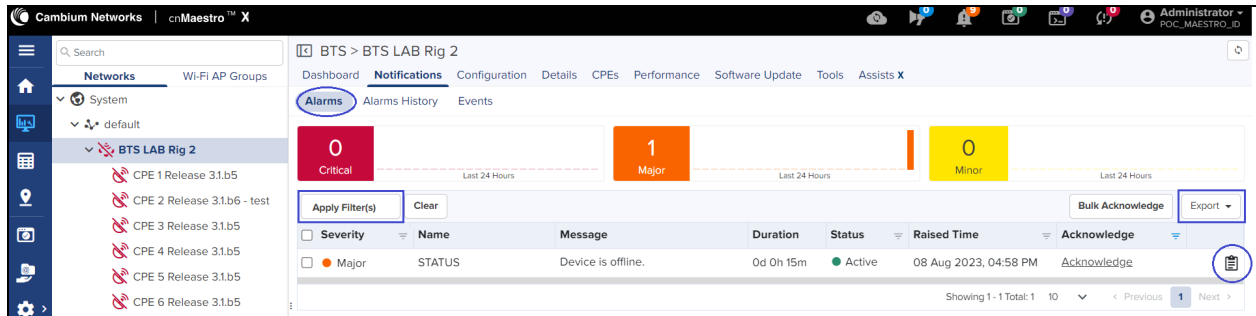 Cambium Networks | cnMaestro™ X
0 9 0 0 0 Administrator
POC_MAESTRO_ID
Search
Networks Wi-Fi AP Groups
System
default
BTS LAB Rig 2
CPE 1 Release 3.1.b5
CPE 2 Release 3.1.b6 - test
CPE 3 Release 3.1.b5
CPE 4 Release 3.1.b5
CPE 5 Release 3.1.b5
CPE 6 Release 3.1.b5
BTS > BTS LAB Rig 2
Dashboard Notifications Configuration Details CPEs Performance Software Update Tools Assists X
Alarms Alarms History Events
0 Critical Last 24 Hours
1 Major Last 24 Hours
0 Minor Last 24 Hours
Apply Filter(s) Clear Bulk Acknowledge Export
Severity Name Message Duration Status Raised Time Acknowledge
Major STATUS Device is offline. 0d 0h 15m Active 08 Aug 2023, 04:58 PM Acknowledge
Showing 1 - 1 Total: 1 10 < Previous 1 Next >